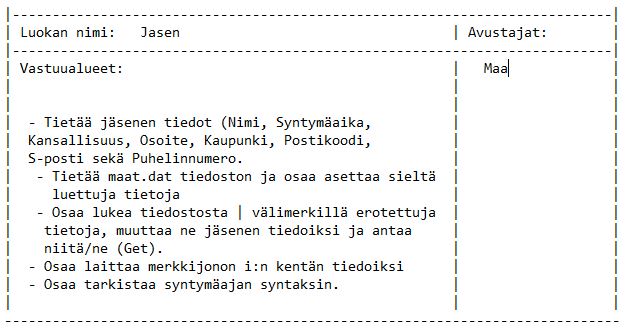 Luokan nimi: Jasen | Avustajat:
Vastuualueet: | Maa
- Tietää jäsenen tiedot (Nimi, Syntymäaika,
Kansallisuus, Osoite, Kaupunki, Postikoodi,
S-posti sekä Puhelinnumero.
- Tietää maat.dat tiedoston ja osaa asettaa sieltä
luettuja tietoja
- Osaa lukea tiedostosta | välimerkillä erotettuja
tietoja, muuttaa ne jäsenen tiedoiksi ja antaa
niitä/ne (Get).
- Osaa laittaa merkkijonon i:n kentän tiedoiksi
- Osaa tarkistaa syntymäajan syntaksin.